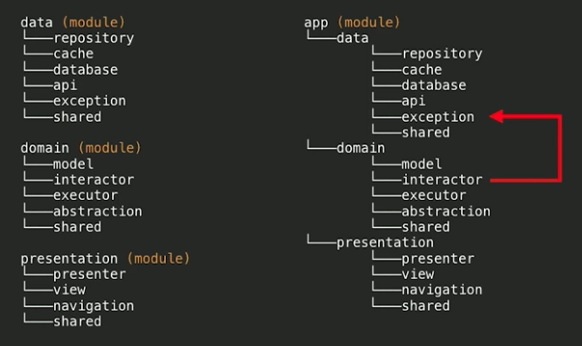 data (module)
└──repository
└──cache
└──database
└──api
└──exception
└──shared
domain (module)
└──model
└──interactor
└──executor
└──abstraction
└──shared
presentation (module)
└──presenter
└──view
└──navigation
└──shared
app (module)
└──data
└──repository
└──cache
└──database
└──api
└──exception
└──shared
└──domain
└──model
└──interactor
└──executor
└──abstraction
└──shared
└──presentation
└──presenter
└──view
└──navigation
└──shared